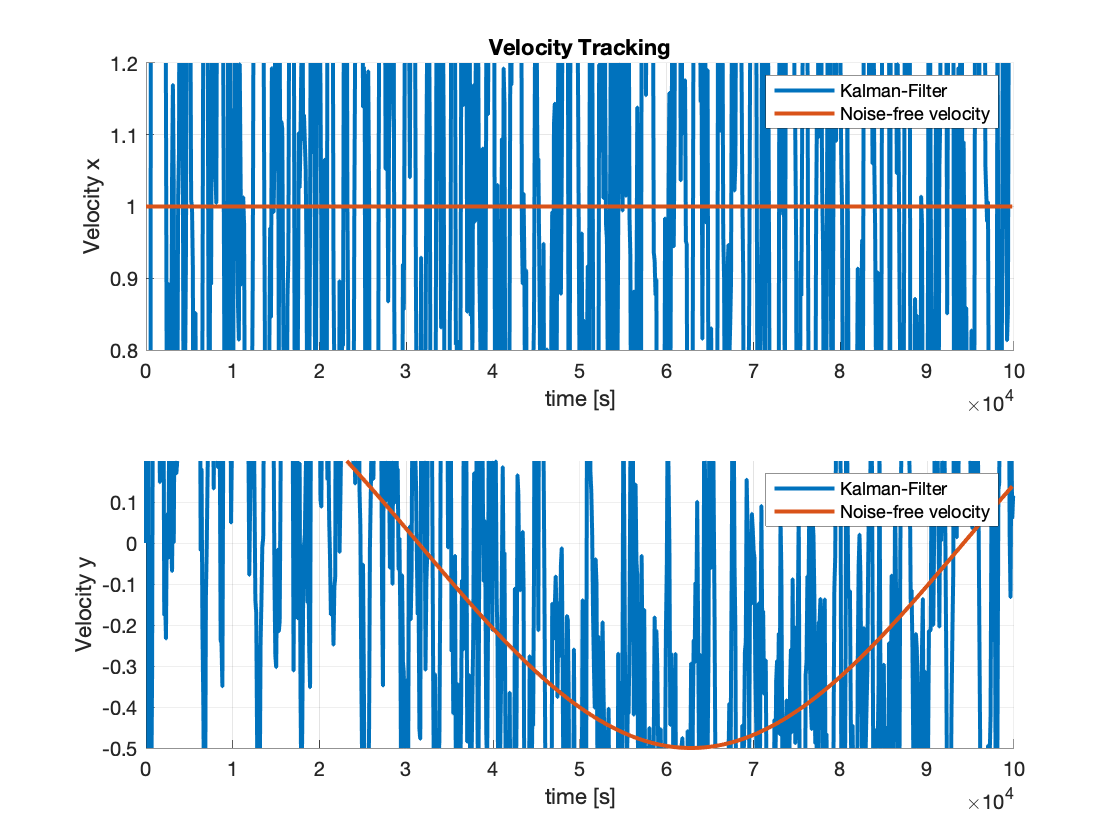 Velocity Tracking
1.2
1.1
1
0.9
0.8
Velocity x
Kalman-Filter
Noise-free velocity
0 1 2 3 4 5 6 7 8 9 10
time [s]
×10^4
0.1
0
-0.1
-0.2
-0.3
-0.4
-0.5
Velocity y
Kalman-Filter
Noise-free velocity
0 1 2 3 4 5 6 7 8 9 10
time [s]
×10^4